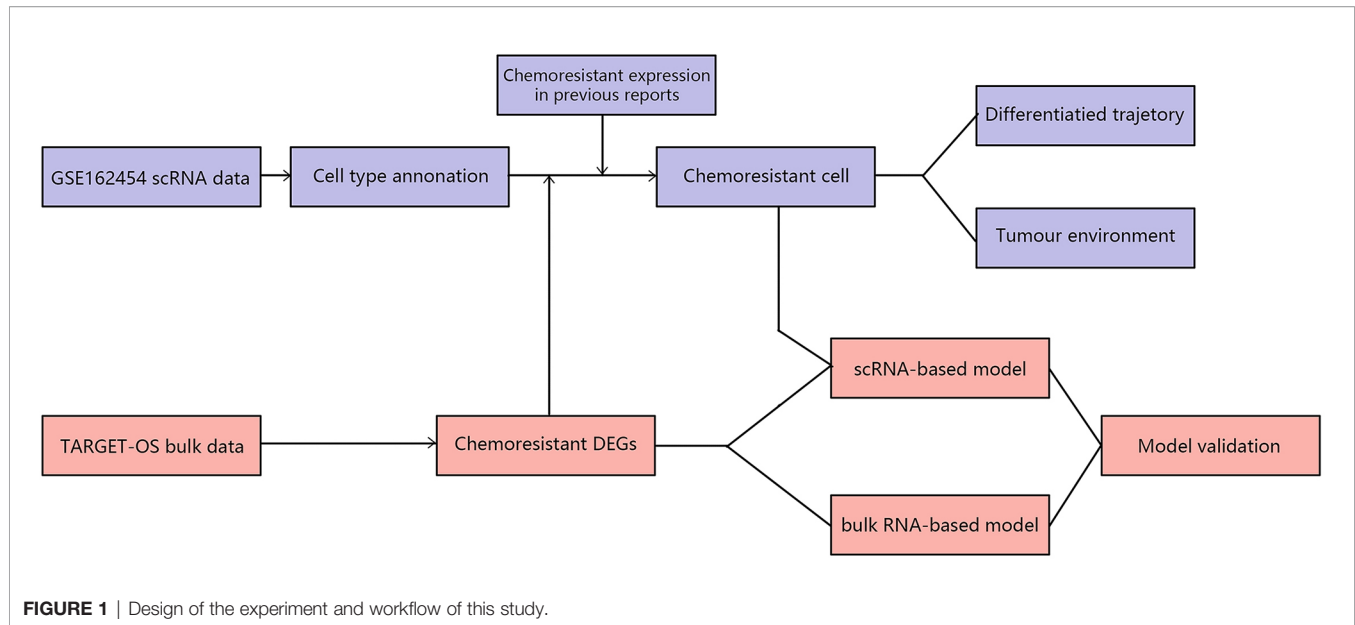 Chemoresistant expression
in previous reports
Differentiatied trajetory
GSE162454 scRNA data
Cell type annonation
Chemoresistant cell
Tumour environment
scRNA-based model
TARGET-OS bulk data
Chemoresistant DEGs
Model validation
bulk RNA-based model
FIGURE 1 | Design of the experiment and workflow of this study.